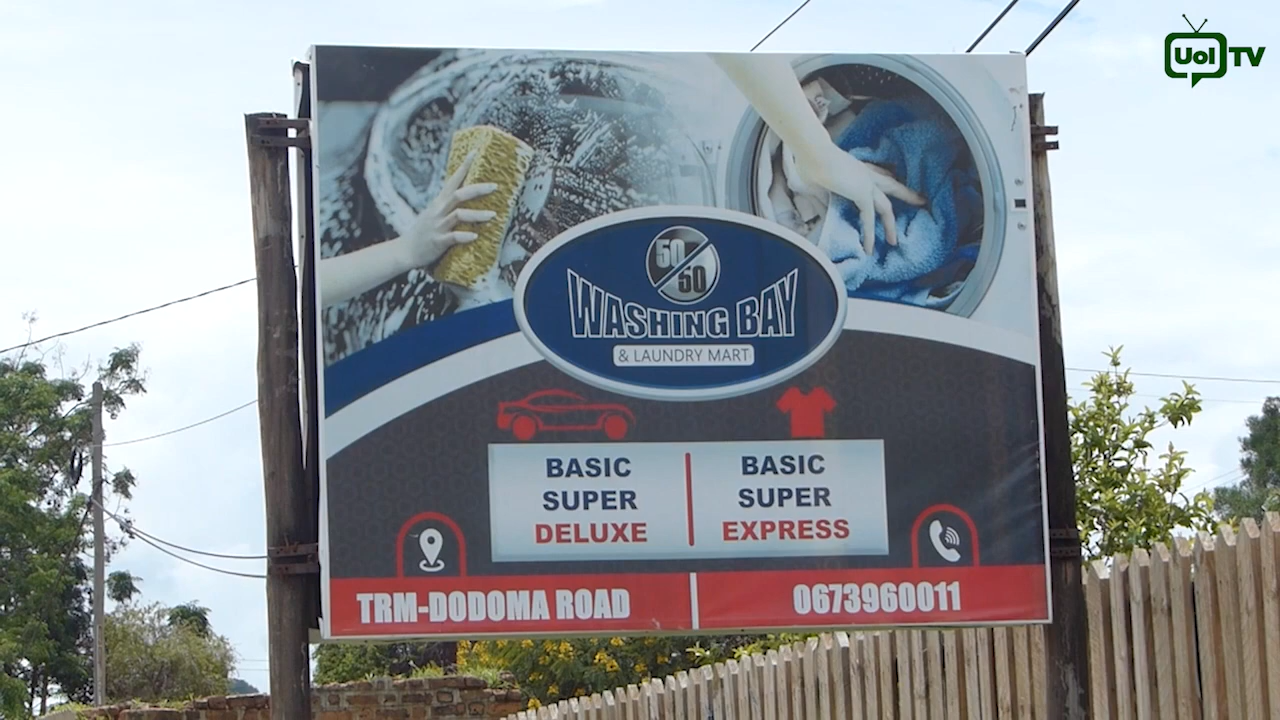 UoI TV
50/50
WASHING BAY
& LAUNDRY MART
BASIC
SUPER
DELUXE
BASIC
SUPER
EXPRESS
TRM-DODOMA ROAD
0673960011